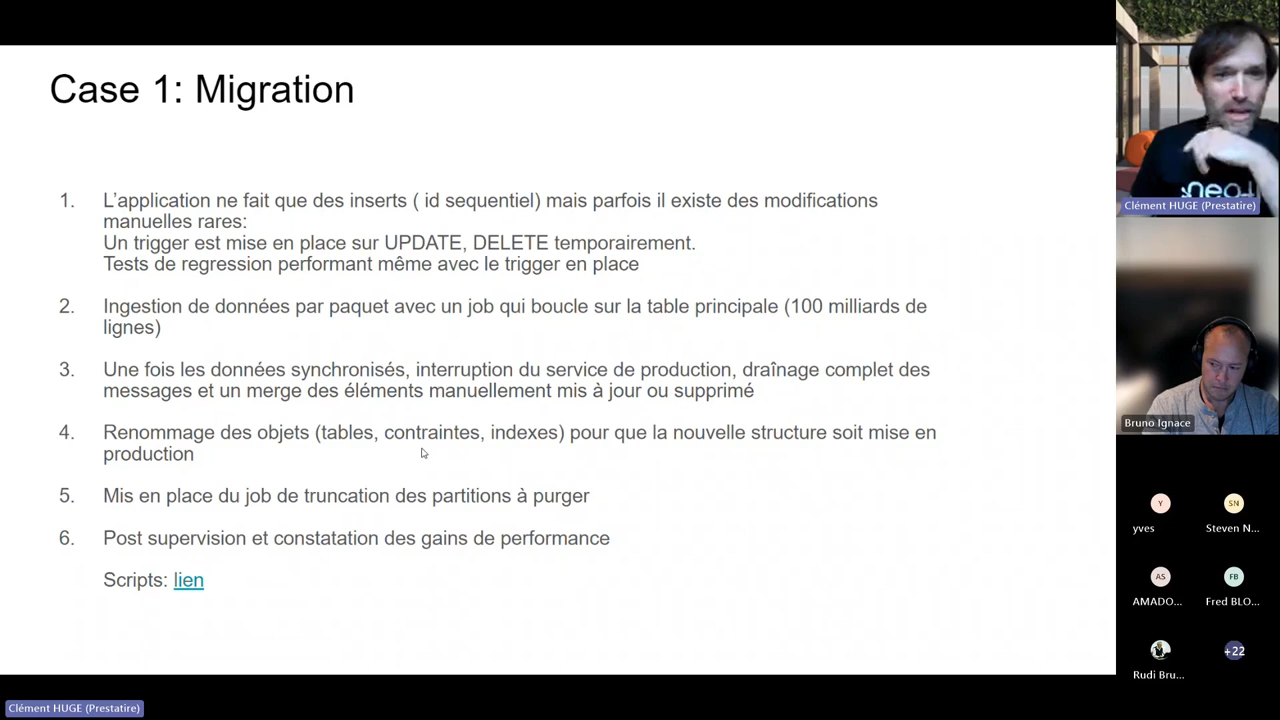 Case 1: Migration
1. L'application ne fait que des inserts ( id sequentiel) mais parfois il existe des modifications
manuelles rares:
Un trigger est mise en place sur UPDATE, DELETE temporairement.
Tests de regression performant même avec le trigger en place
2. Ingestion de données par paquet avec un job qui boucle sur la table principale (100 milliards de
lignes)
3. Une fois les données synchronisés, interruption du service de production, draînage complet des
messages et un merge des éléments manuellement mis à jour ou supprimé
4. Renommage des objets (tables, contraintes, indexes) pour que la nouvelle structure soit mise en
production
5. Mis en place du job de truncation des partitions à purger
6. Post supervision et constatation des gains de performance
Scripts: lien
Clément HUGE (Prestatire)
Bruno Ignace
Y
SN
yves
Steven N...
AS
FB
AMADO...
Fred BLO...
+22
Rudi Bru...
Clément HUGE (Prestatire)